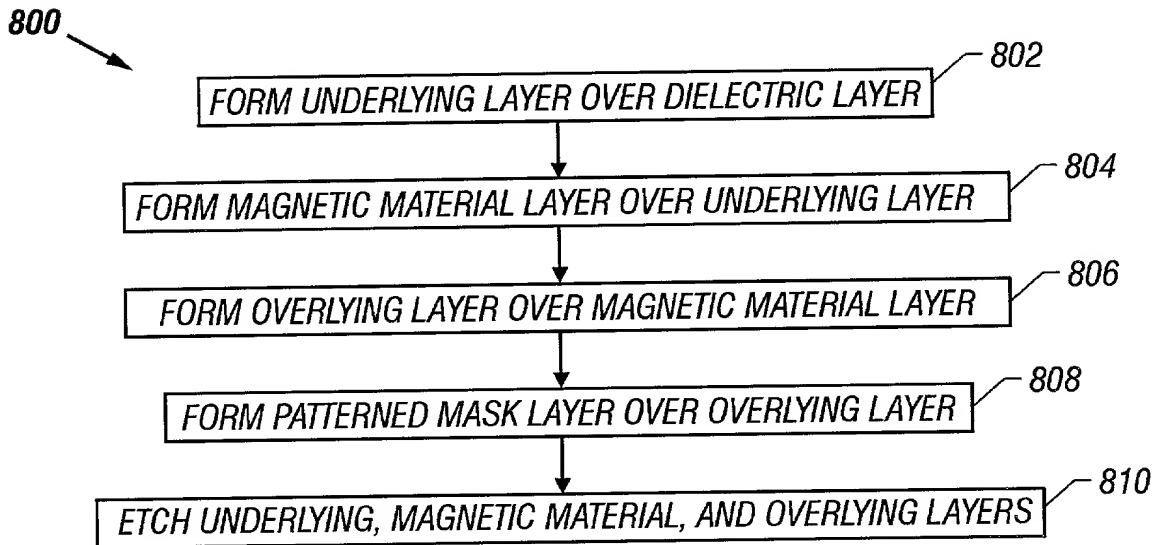 800
802
FORM UNDERLYING LAYER OVER DIELECTRIC LAYER
804
FORM MAGNETIC MATERIAL LAYER OVER UNDERLYING LAYER
806
FORM OVERLYING LAYER OVER MAGNETIC MATERIAL LAYER
808
FORM PATTERNED MASK LAYER OVER OVERLYING LAYER
810
ETCH UNDERLYING, MAGNETIC MATERIAL, AND OVERLYING LAYERS